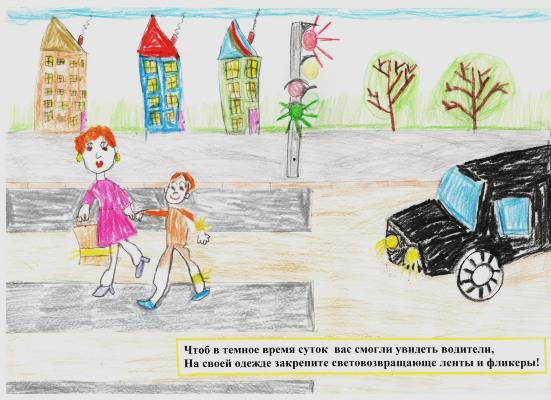 Чтоб в темное время суток вас смогли увидеть водители,
На своей одежде закрепите световозвращающе ленты и фликеры!